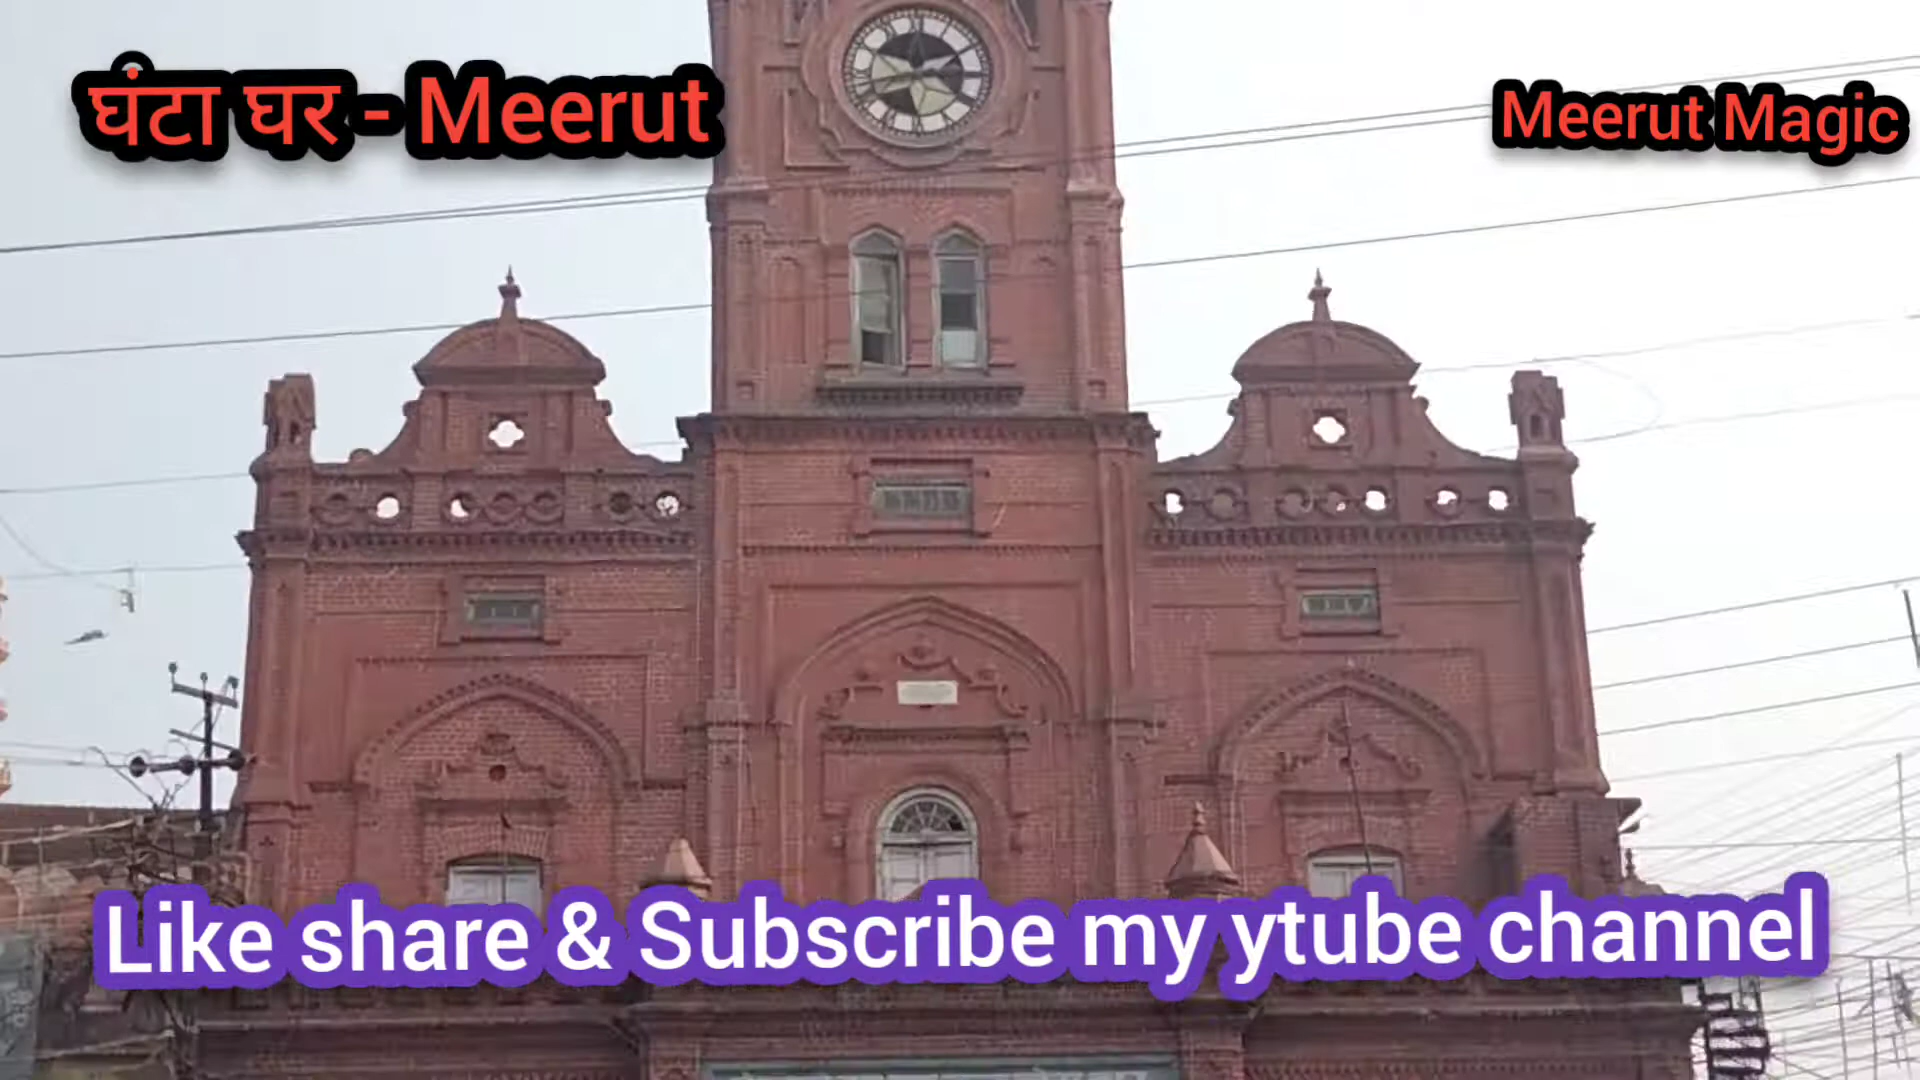 घंटा घर - Meerut
Meerut Magic
Like share & Subscribe my ytube channel